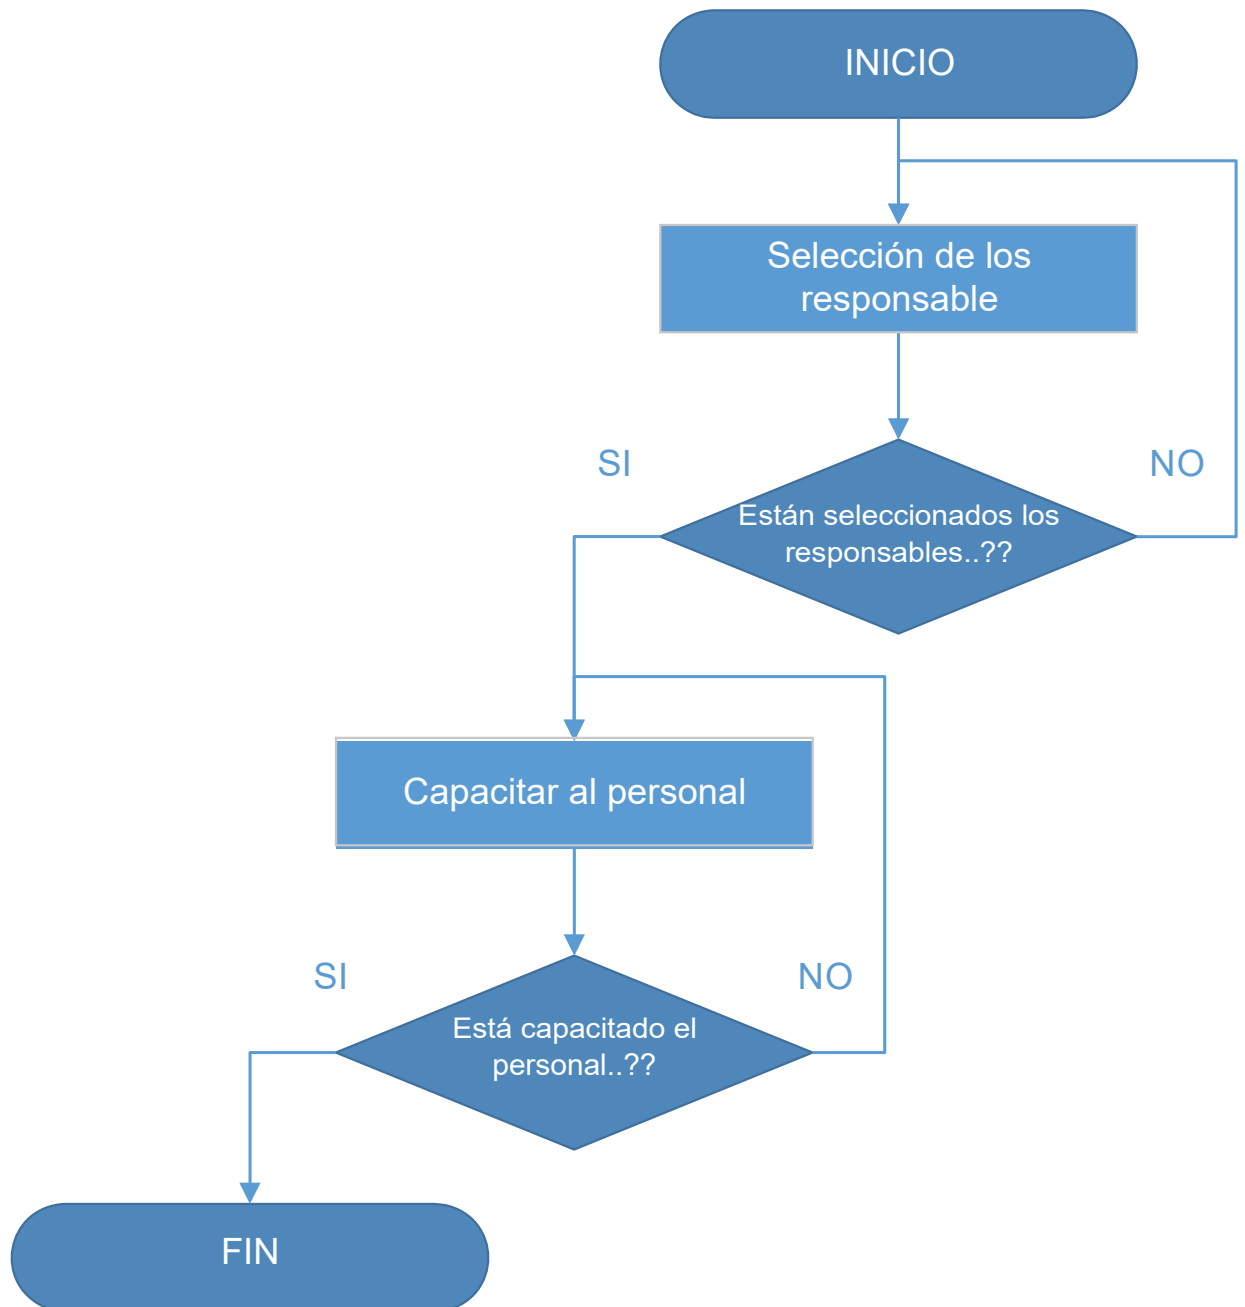 INICIO
Selección de los
responsable
SI
NO
Están seleccionados los
responsables..??
Capacitar al personal
SI
NO
Está capacitado el
personal..??
FIN